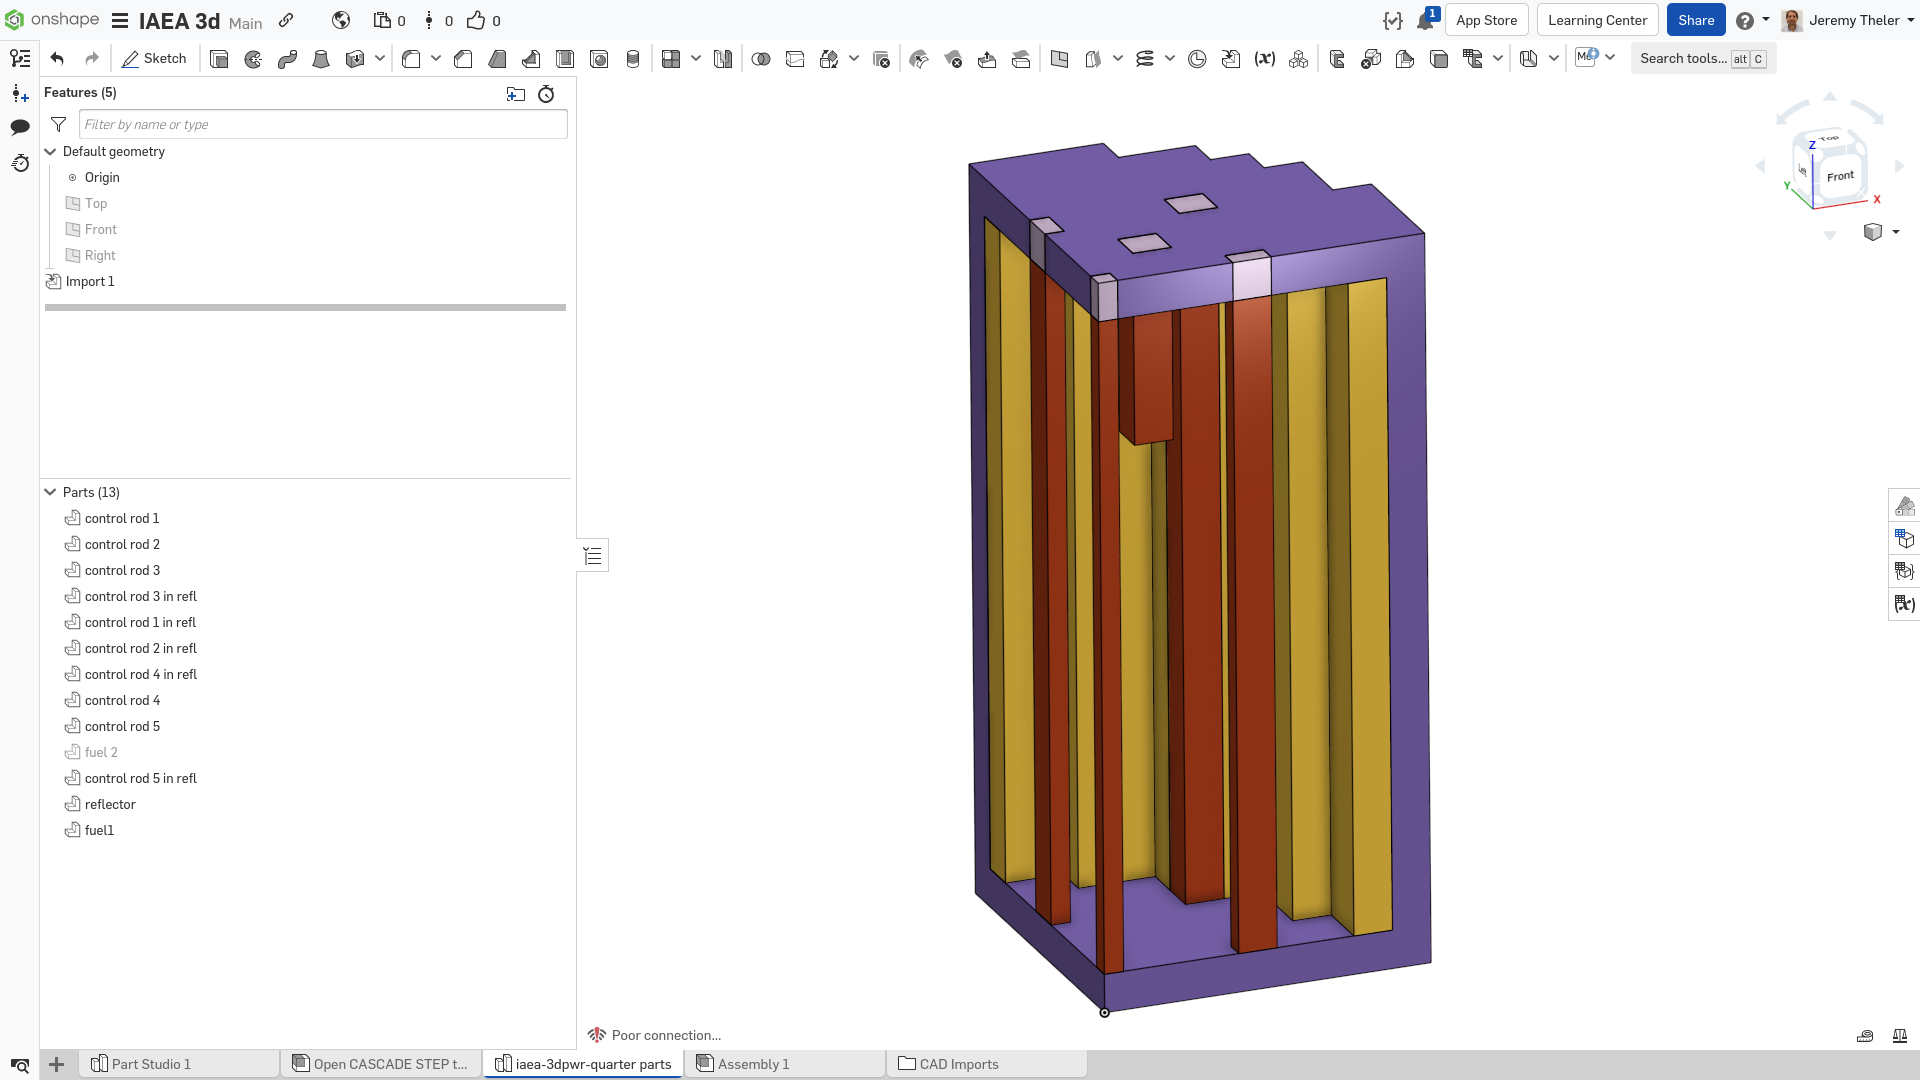 onshape IAEA 3d Main 0 0 0 1 App Store Learning Center Share Jeremy Theler
Sketch Search tools... alt C
Features (5)
Filter by name or type
Default geometry
Origin
Top
Front
Right
Import 1
Parts (13)
control rod 1
control rod 2
control rod 3
control rod 3 in refl
control rod 1 in refl
control rod 2 in refl
control rod 4 in refl
control rod 4
control rod 5
fuel 2
control rod 5 in refl
reflector
fuel1
Top
Z
Front
Y
X
(x)
Poor connection...
Part Studio 1 Open CASCADE STEP t... iaea-3dpwr-quarter parts Assembly 1 CAD Imports